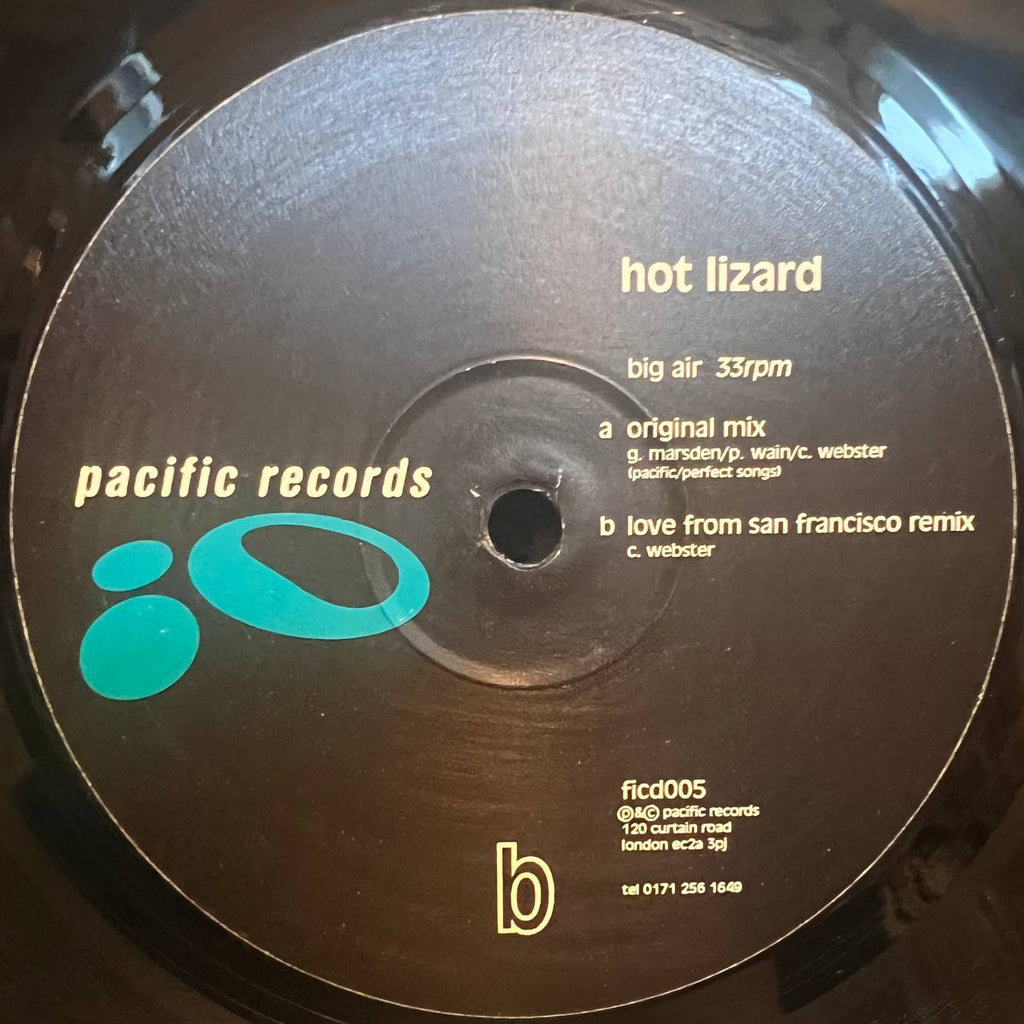 hot lizard
big air 33rpm
a original mix
g. marsden/p. wain/c. webster
(pacific/perfect songs)
pacific records
b love from san francisco remix
c. webster
ficd005
℗&© pacific records
120 curtain road
london ec2a 3pj
tel 0171 256 1649
b